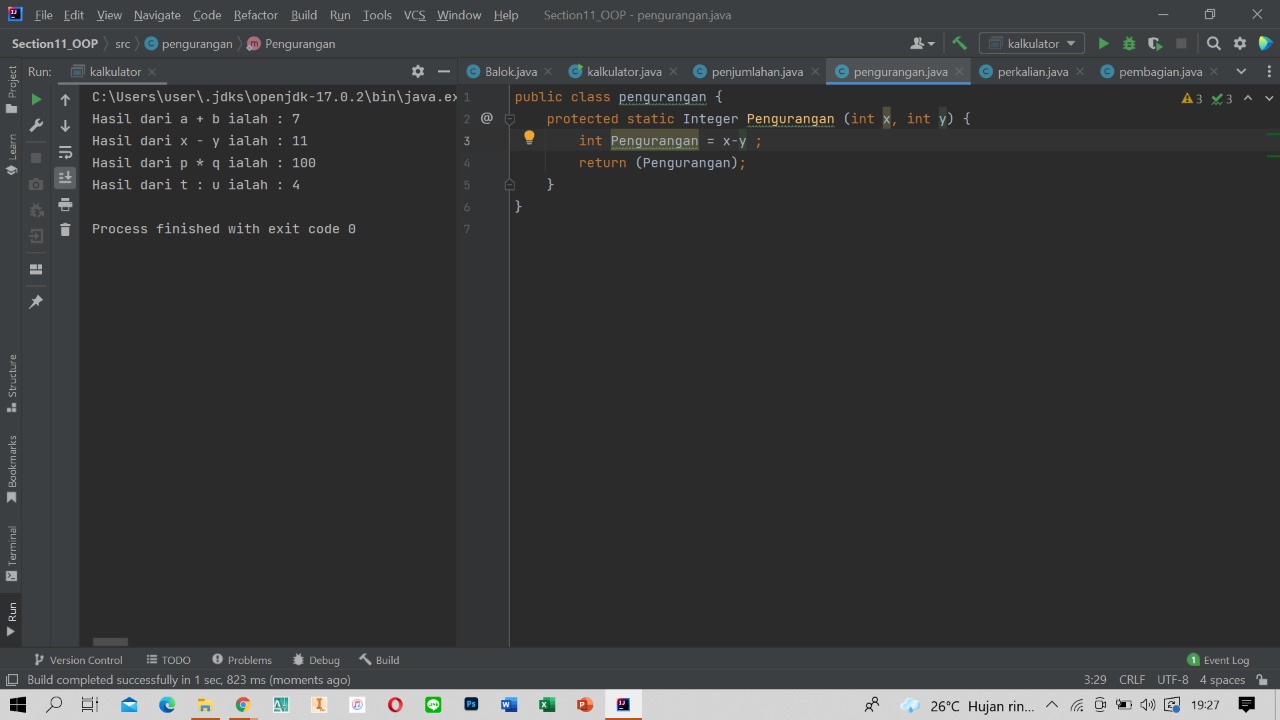 File Edit View Navigate Code Refactor Build Run Tools VCS Window Help Section11_OOP - pengurangan.java
Section11_OOP src pengurangan Pengurangan kalkulator
Run: kalkulator
Balok.java kalkulator.java penjumlahan.java pengurangan.java perkalian.java pembagian.java
C:\Users\user\.jdks\openjdk-17.0.2\bin\java.ex
Hasil dari a + b ialah : 7
Hasil dari x - y ialah : 11
Hasil dari p * q ialah : 100
Hasil dari t : u ialah : 4
Process finished with exit code 0
1 public class pengurangan {
2 @ protected static Integer Pengurangan (int x, int y) {
3 int Pengurangan = x-y ;
4 return (Pengurangan);
5 }
6 }
7
3 3
Project
Learn
Structure
Bookmarks
Terminal
Run
Version Control TODO Problems Debug Build 1 Event Log
Build completed successfully in 1 sec, 823 ms (moments ago) 3:29 CRLF UTF-8 4 spaces
26°C Hujan rin... 19:27